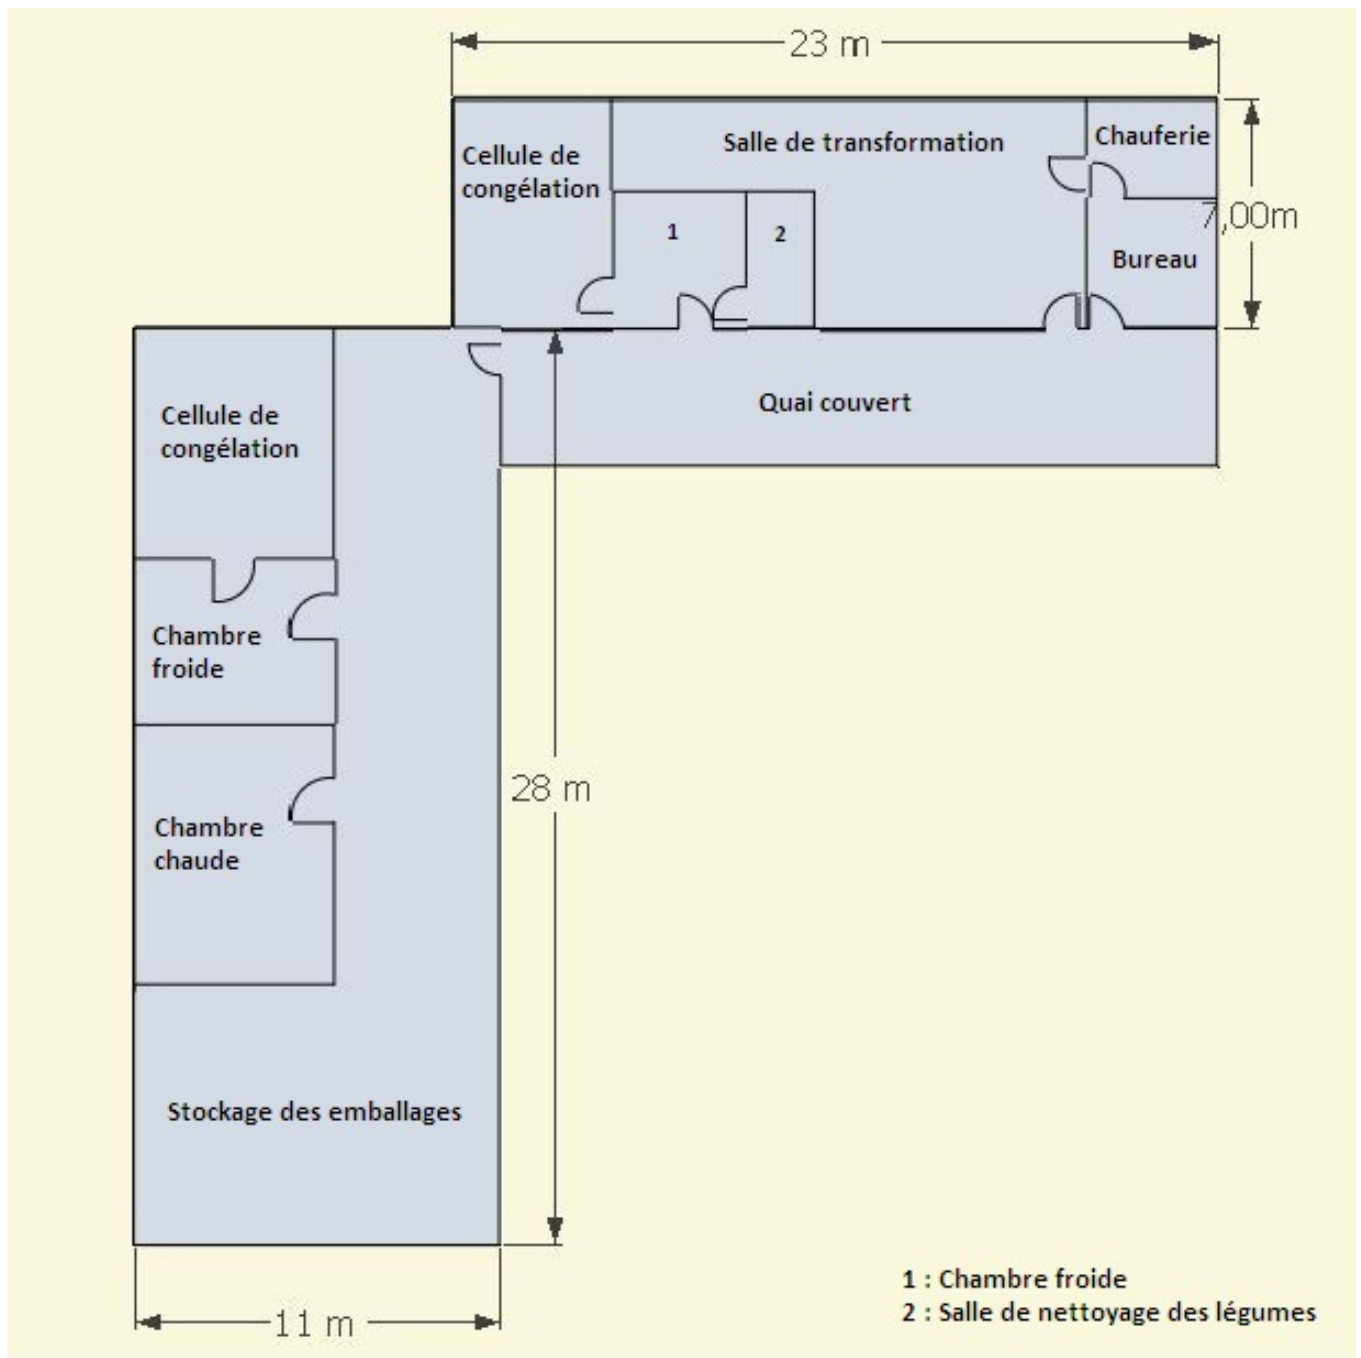 23 m
Cellule de
congélation
Salle de transformation
Chauferie
1
2
7,00m
Bureau
Cellule de
congélation
Quai couvert
Chambre
froide
28 m
Chambre
chaude
Stockage des emballages
11 m
1 : Chambre froide
2 : Salle de nettoyage des légumes